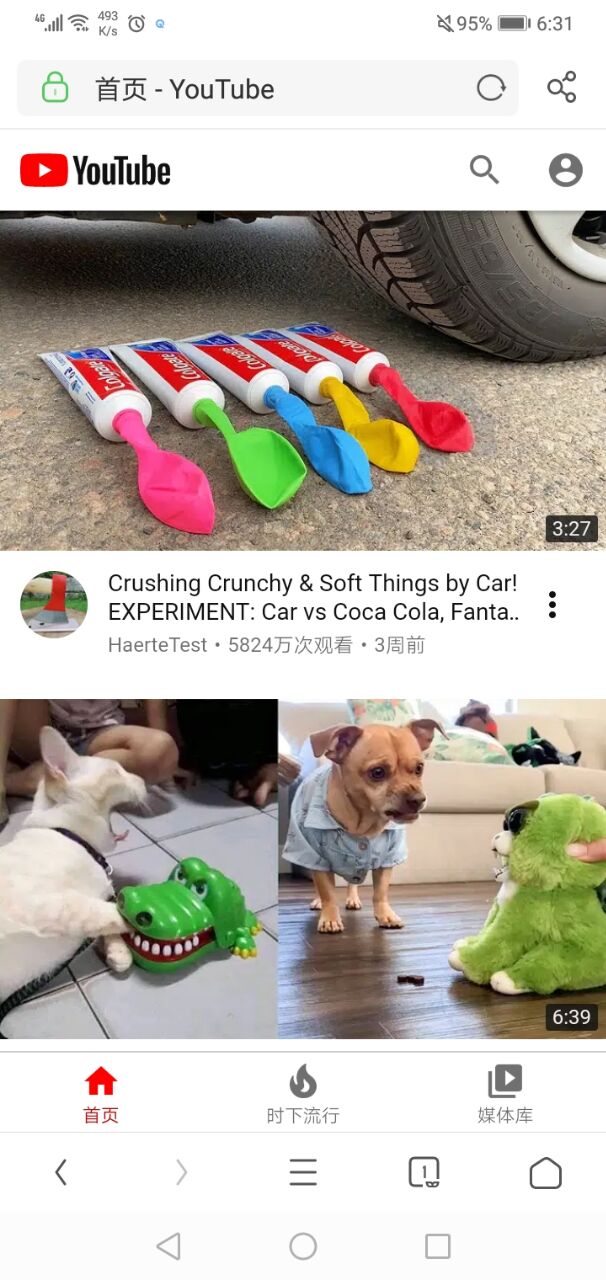 4G 493 K/s 95% 6:31
首页 - YouTube
YouTube
Colgate Colgate Colgate Colgate Colgate
3:27
Crushing Crunchy & Soft Things by Car!
EXPERIMENT: Car vs Coca Cola, Fanta..
HaerteTest • 5824万次观看 • 3周前
6:39
首页 时下流行 媒体库
1